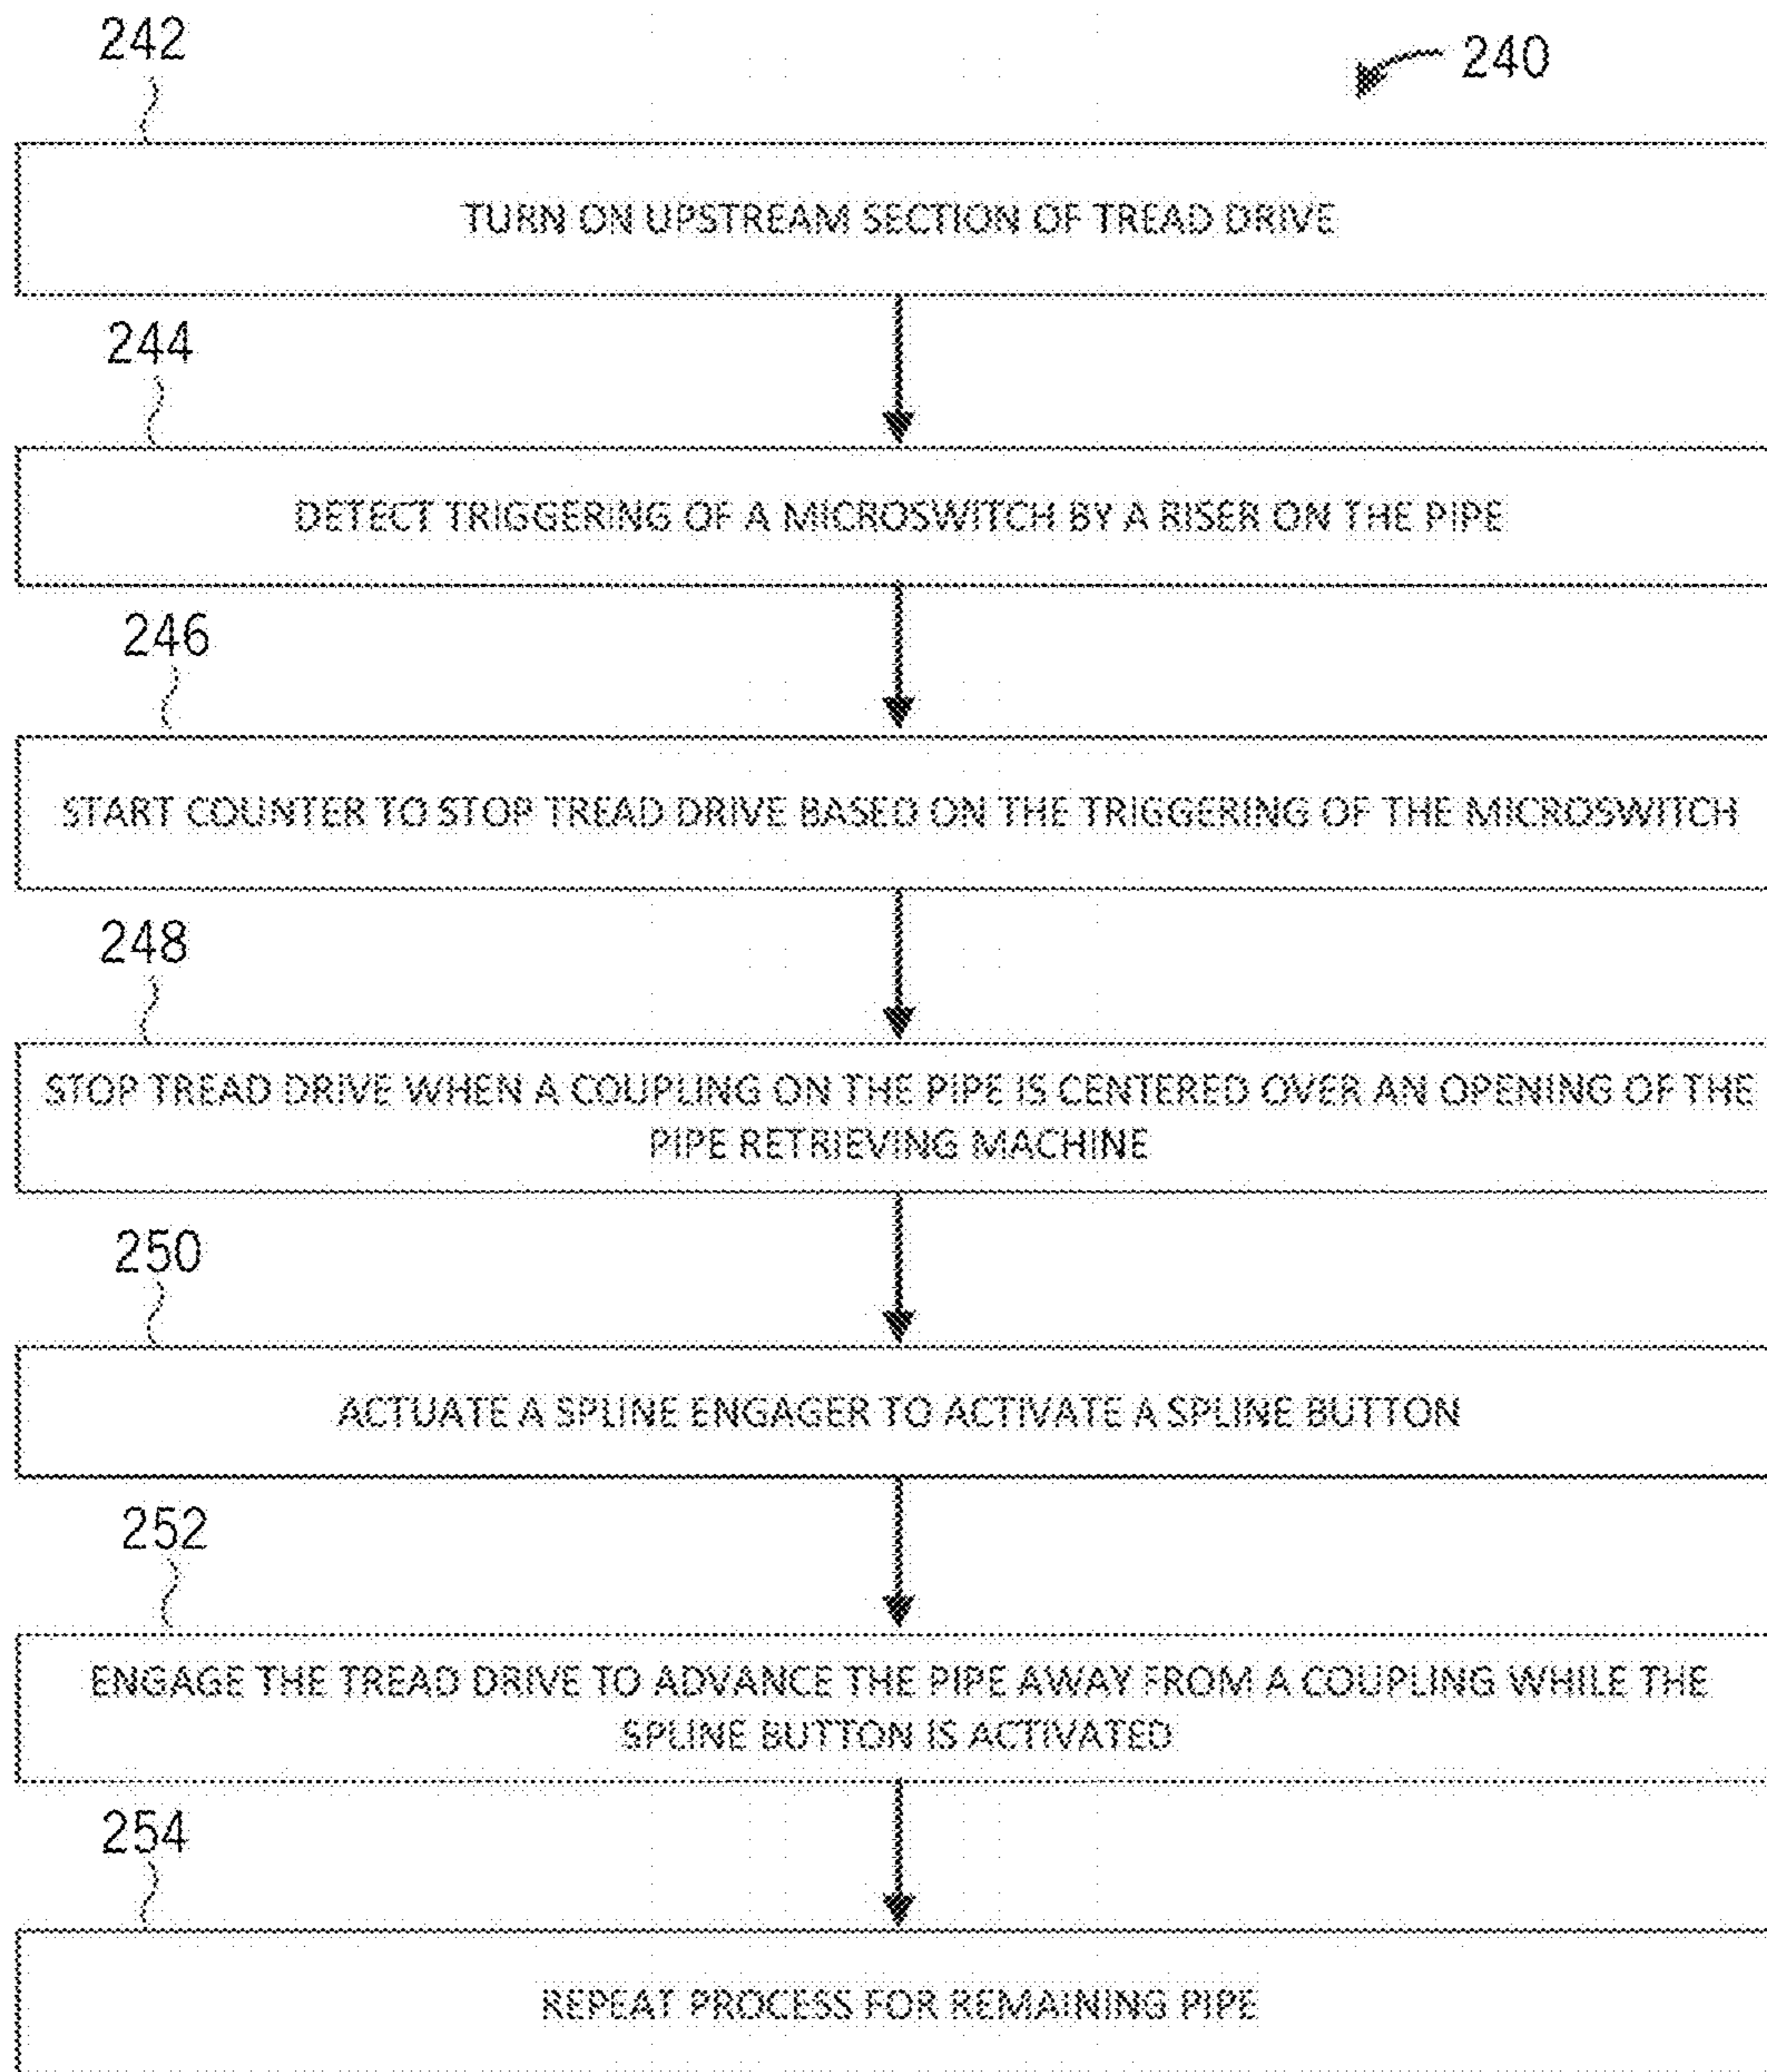 242
240
TURN ON UPSTREAM SECTION OF TREAD DRIVE
244
DETECT TRIGGERING OF A MICROSWITCH BY A RISER ON THE PIPE
246
START COUNTER TO STOP TREAD DRIVE BASED ON THE TRIGGERING OF THE MICROSWITCH
248
STOP TREAD DRIVE WHEN A COUPLING ON THE PIPE IS CENTERED OVER AN OPENING OF THE
PIPE RETRIEVING MACHINE
250
ACTUATE A SPLINE ENGAGER TO ACTIVATE A SPLINE BUTTON
252
ENGAGE THE TREAD DRIVE TO ADVANCE THE PIPE AWAY FROM A COUPLING WHILE THE
SPLINE BUTTON IS ACTIVATED
254
REPEAT PROCESS FOR REMAINING PIPE